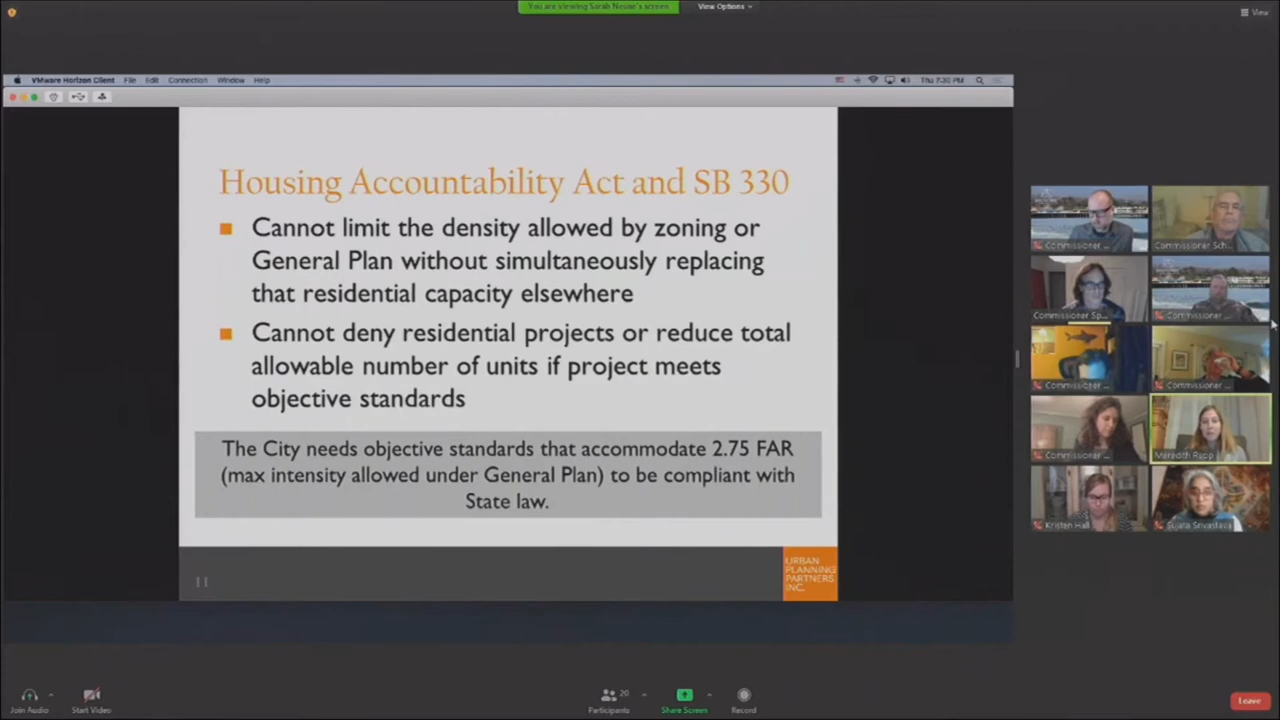 You are viewing Sarah Neuse's screen
View Options
View
VMware Horizon Client File Edit Connection Window Help
Thu 7:30 PM
Housing Accountability Act and SB 330
Cannot limit the density allowed by zoning or
General Plan without simultaneously replacing
that residential capacity elsewhere
Cannot deny residential projects or reduce total
allowable number of units if project meets
objective standards
The City needs objective standards that accommodate 2.75 FAR
(max intensity allowed under General Plan) to be compliant with
State law.
11
URBAN
PLANNING
PARTNERS
INC.
Commissioner ...
Commissioner Sch...
Commissioner Sp...
Commissioner ...
Commissioner ...
Commissioner ...
Commissioner ...
Meredith Rupp
Kristen Hall
Sujata Srivastava
Join Audio
Start Video
20
Participants
Share Screen
Record
Leave